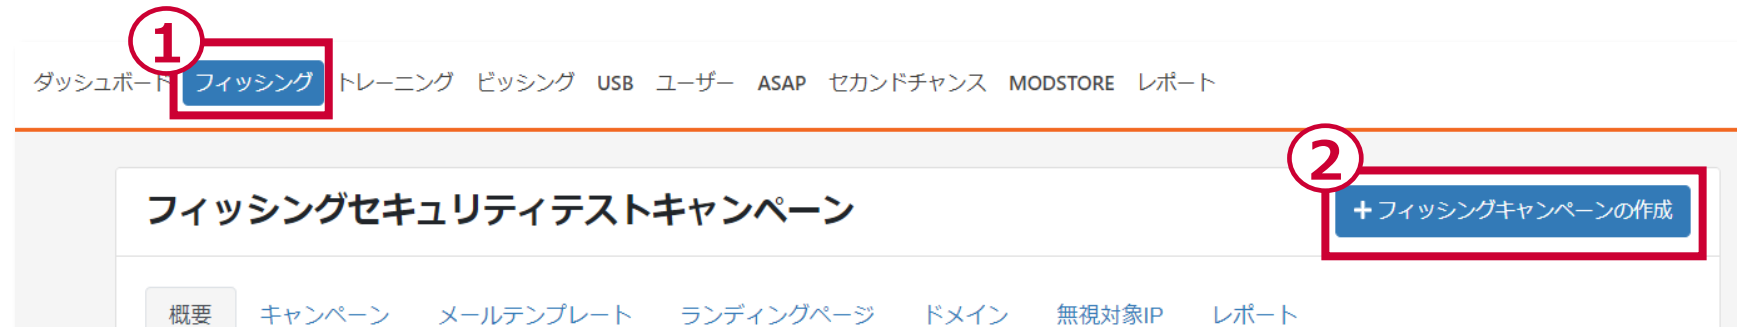 1
ダッシュボード フィッシング トレーニング ビッシング USB ユーザー ASAP セカンドチャンス MODSTORE レポート
2
フィッシングセキュリティテストキャンペーン
+フィッシングキャンペーンの作成
概要 キャンペーン メールテンプレート ランディングページ ドメイン 無視対象IP レポート